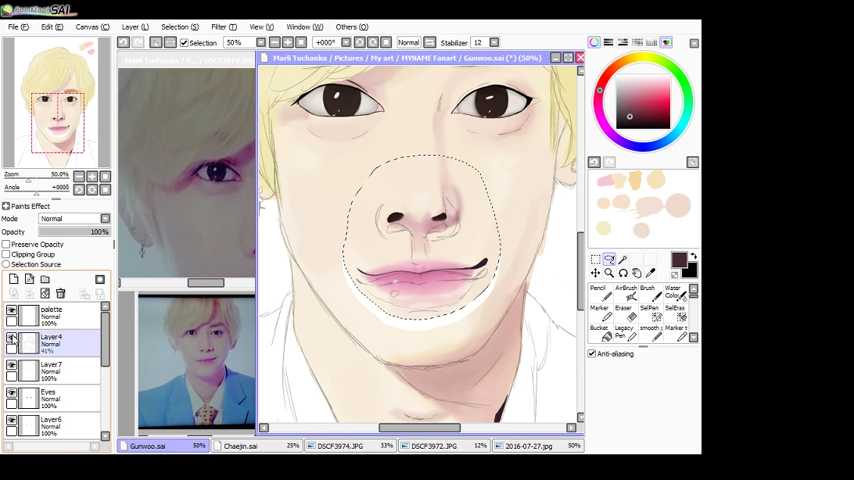 PaintTool SAI
File (F) Edit (E) Canvas (C) Layer (L) Selection (S) Filter (T) View (V) Window (W) Others (O)
Selection 50% +000° Normal Stabilizer 12
Marli Tuchanka / Pictures / My art / MYNAME Fanart / Gunwoo.sai (*) (50%)
Zoom 50.0%
Angle +000°
Paints Effect
Mode Normal
Opacity 100%
Preserve Opacity
Clipping Group
Selection Source
palette
Normal
100%
Layer4
Normal
41%
Layer7
Normal
100%
Eyes
Normal
100%
Layer6
Normal
100%
Pencil AirBrush Brush Water Color
Marker Eraser SelPen SelEras
Bucket Legacy Pen smooth Marker t
Anti-aliasing
Gunwoo.sai 50% Chaejin.sai 25% DSCF3974.JPG 33% DSCF3972.JPG 12% 2016-07-27.jpg 50%